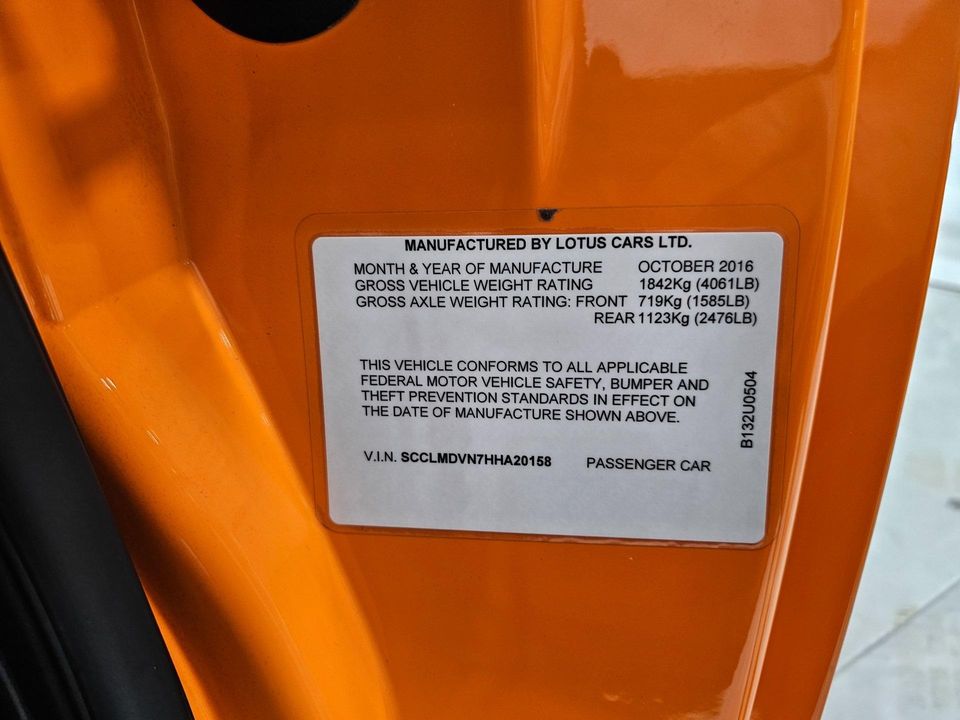 MANUFACTURED BY LOTUS CARS LTD.
MONTH & YEAR OF MANUFACTURE OCTOBER 2016
GROSS VEHICLE WEIGHT RATING 1842Kg (4061LB)
GROSS AXLE WEIGHT RATING: FRONT 719Kg (1585LB)
REAR 1123Kg (2476LB)
THIS VEHICLE CONFORMS TO ALL APPLICABLE
FEDERAL MOTOR VEHICLE SAFETY, BUMPER AND
THEFT PREVENTION STANDARDS IN EFFECT ON
THE DATE OF MANUFACTURE SHOWN ABOVE.
V.I.N. SCCLMDVN7HHA20158 PASSENGER CAR
B132U0504